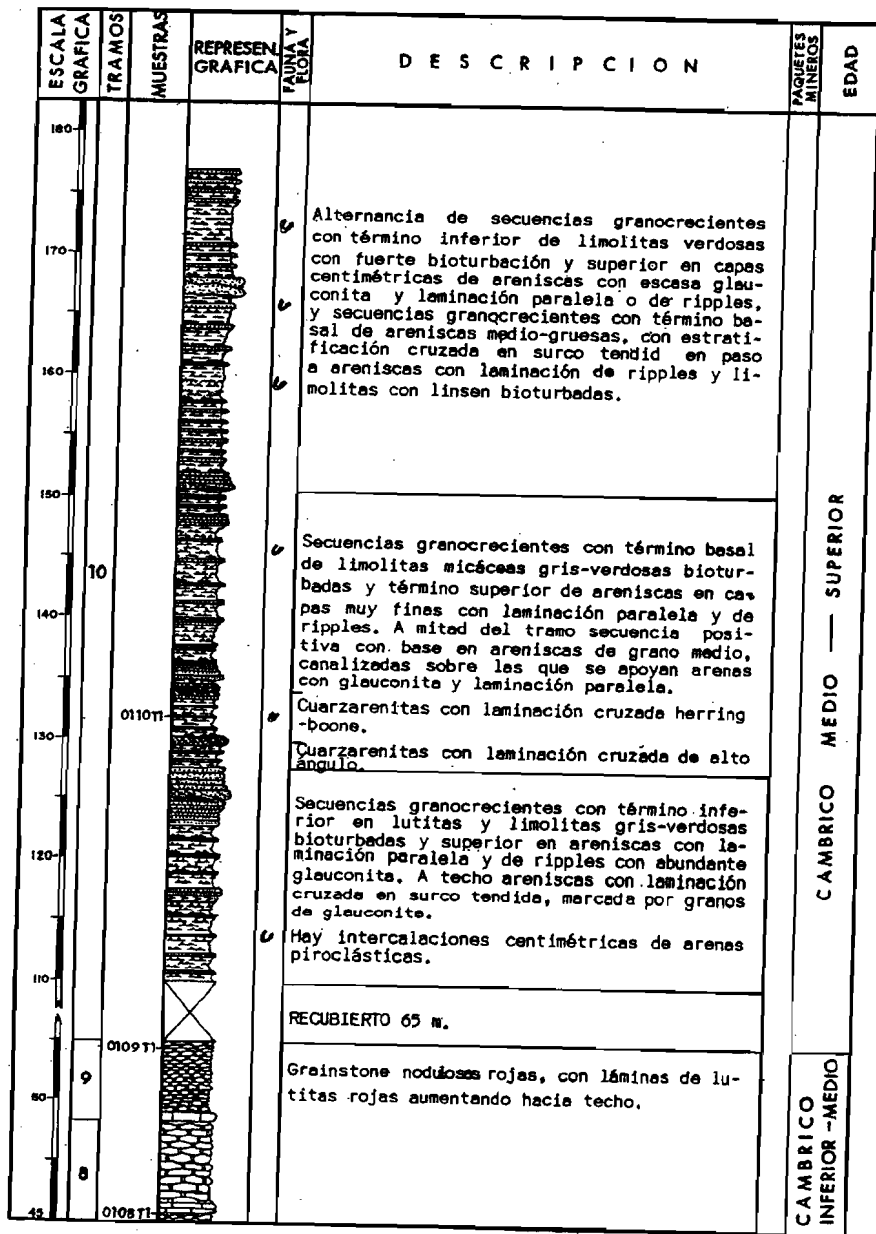 ESCALA GRAFICA
TRAMOS
MUESTRAS
REPRESEN.
GRAFICA
FAUNA Y
FLORA
DESCRIPCION
PAQUETES
MINEROS
EDAD
180
170
160
150
140
130
120
110
50
45
10
9
8
0110T1
0109T1
0108T1
Alternancia de secuencias granocrecientes
con término inferior de limolitas verdosas
con fuerte bioturbación y superior en capas
centimétricas de areniscas con escasa glau-
conita y laminación paralela o de ripples,
y secuencias granocrecientes con término ba-
sal de areniscas medio-gruesas, con estrati-
ficación cruzada en surco tendid en paso
a areniscas con laminación de ripples y li-
molitas con linsen bioturbadas.
Secuencias granocrecientes con término basal
de limolitas micáceas gris-verdosas biotur-
badas y término superior de areniscas en ca-
pas muy finas con laminación paralela y de
ripples. A mitad del tramo secuencia posi-
tiva con base en areniscas de grano medio,
canalizadas sobre las que se apoyan arenas
con glauconita y laminación paralela.
Cuarzarenitas con laminación cruzada herring
-boone.
Cuarzarenitas con laminación cruzada de alto
ángulo.
Secuencias granocrecientes con término infe-
rior en lutitas y limolitas gris-verdosas
bioturbadas y superior en areniscas con la-
minación paralela y de ripples con abundante
glauconita. A techo areniscas con laminación
cruzada en surco tendida, marcada por granos
de glauconite.
Hay intercalaciones centimétricas de arenas
piroclásticas.
RECUBIERTO 65 m.
Grainstone nodulosas rojas, con láminas de lu-
titas rojas aumentando hacia techo.
CAMBRICO MEDIO — SUPERIOR
CAMBRICO
INFERIOR-MEDIO